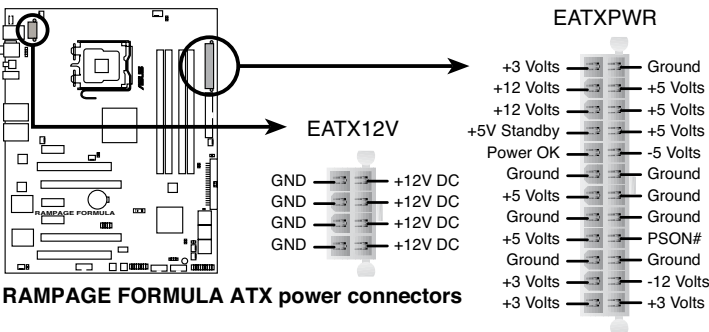 EATXPWR
+3 Volts Ground
+12 Volts +5 Volts
+12 Volts +5 Volts
+5V Standby +5 Volts
Power OK -5 Volts
Ground Ground
+5 Volts Ground
Ground Ground
+5 Volts PSON#
Ground Ground
+3 Volts -12 Volts
+3 Volts +3 Volts
EATX12V
GND +12V DC
GND +12V DC
GND +12V DC
GND +12V DC
ASUS
RAMPAGE FORMULA
RAMPAGE FORMULA ATX power connectors